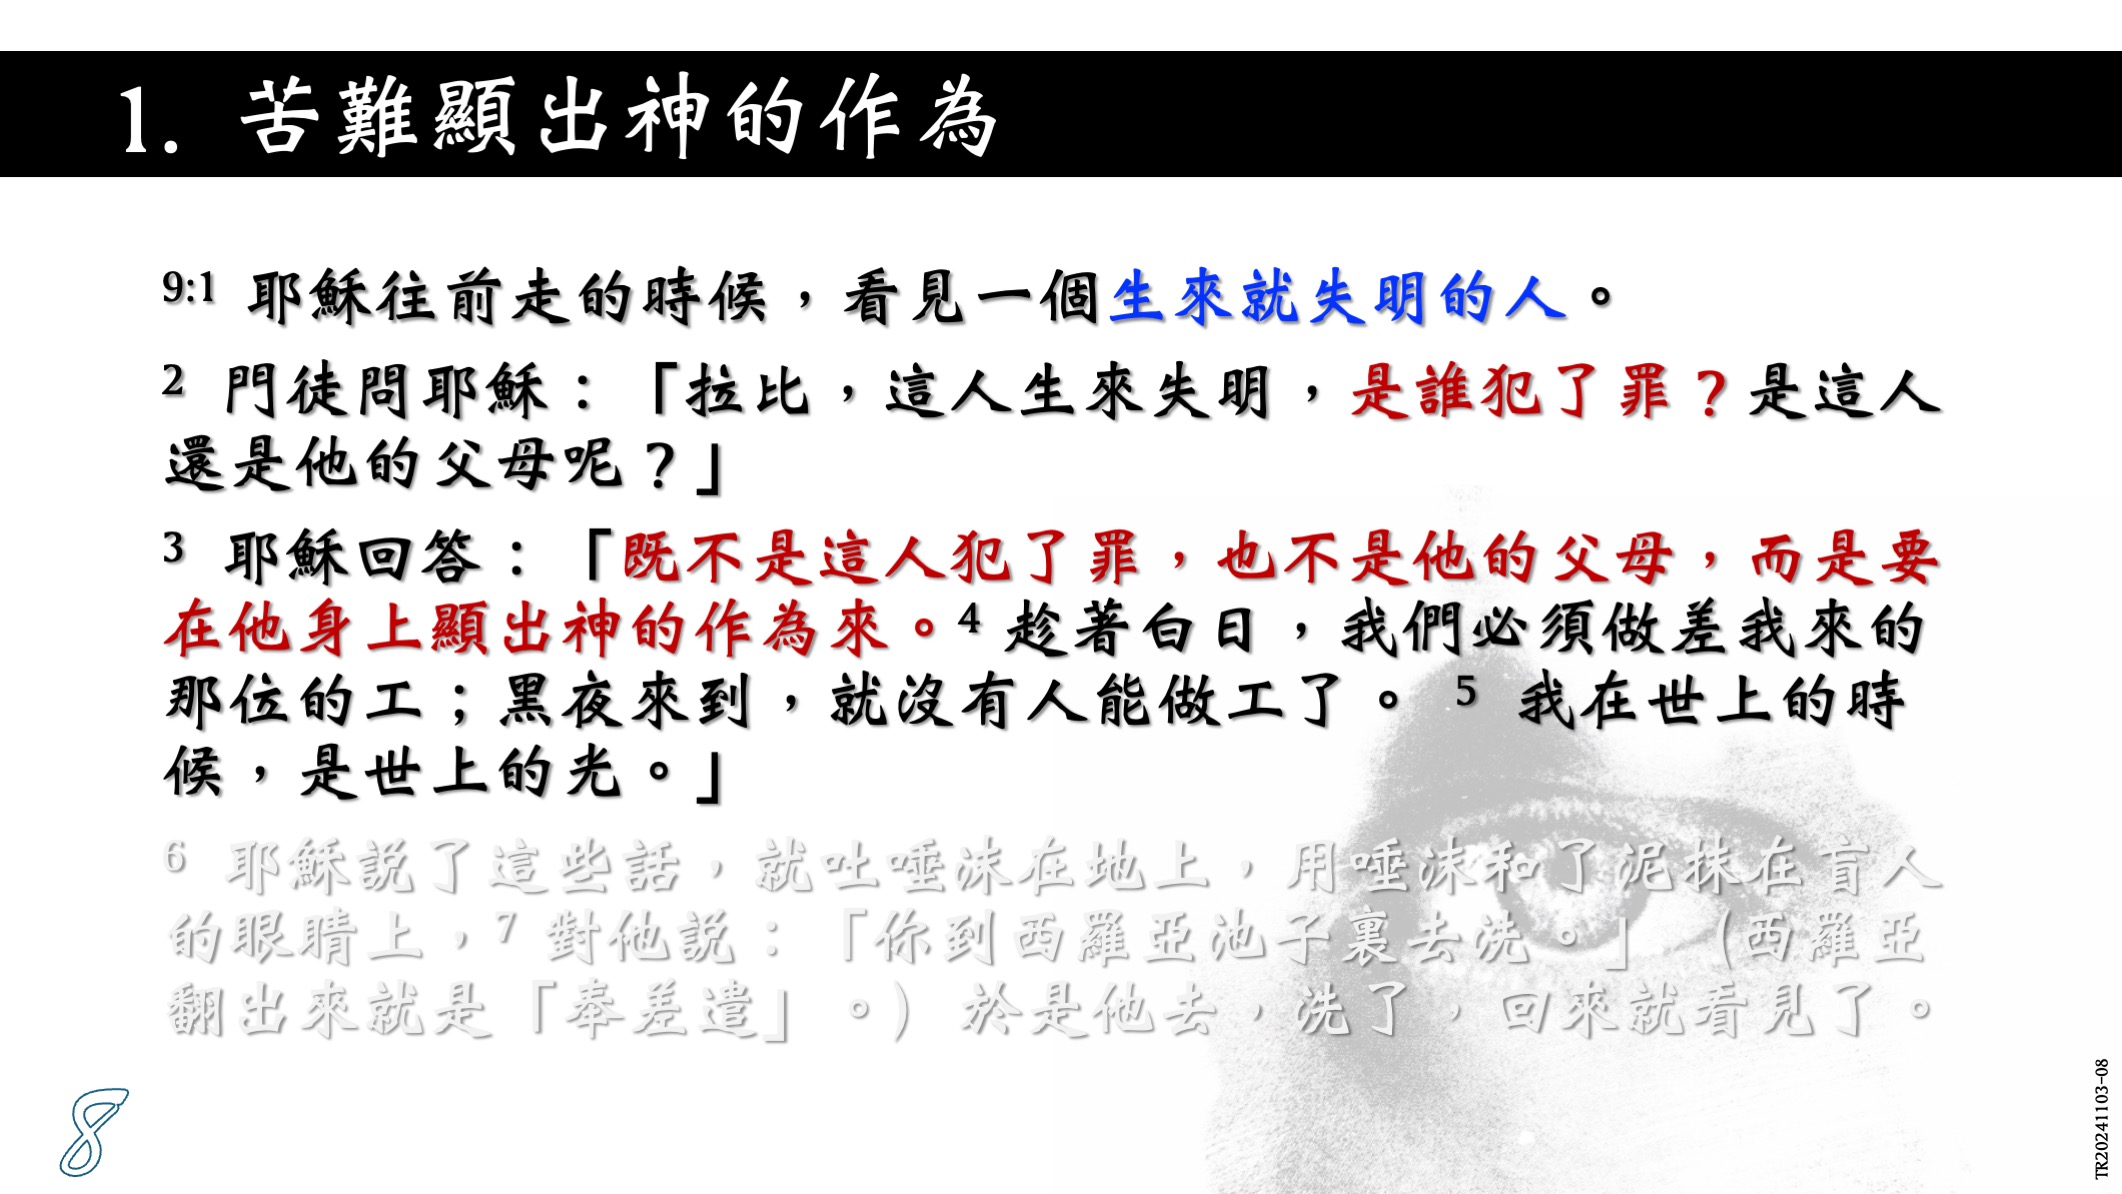 1. 苦難顯出神的作為
9:1 耶穌往前走的時候，看見一個生來就失明的人。
2 門徒問耶穌：「拉比，這人生來失明，是誰犯了罪？是這人
還是他的父母呢？」
3 耶穌回答：「既不是這人犯了罪，也不是他的父母，而是要
在他身上顯出神的作為來。4 趁著白日，我們必須做差我來的
那位的工；黑夜來到，就沒有人能做工了。 5 我在世上的時
候，是世上的光。」
6 耶穌說了這些話，就吐唾沫在地上，用唾沫和了泥抹在盲人
的眼睛上，7 對他說：「你到西羅亞池子裏去洗。」（西羅亞
翻出來就是「奉差遣」。） 於是他去，洗了，回來就看見了。
8
TR20241103-08